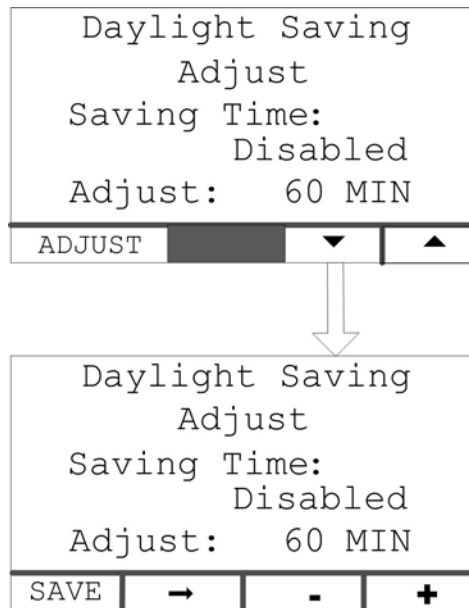 Daylight Saving
Adjust
Saving Time:
Disabled
Adjust: 60 MIN
ADJUST ▼ ▲
Daylight Saving
Adjust
Saving Time:
Disabled
Adjust: 60 MIN
SAVE → - +